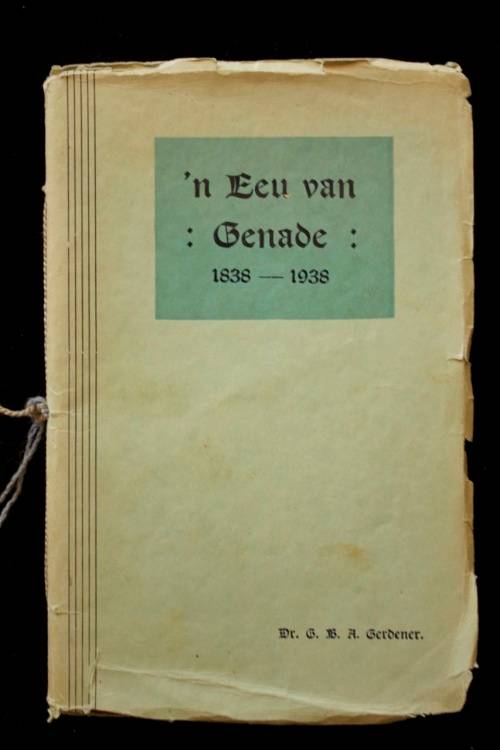 'n Eeu van
: Genade :
1838 — 1938
Dr. G. B. A. Gerdener.